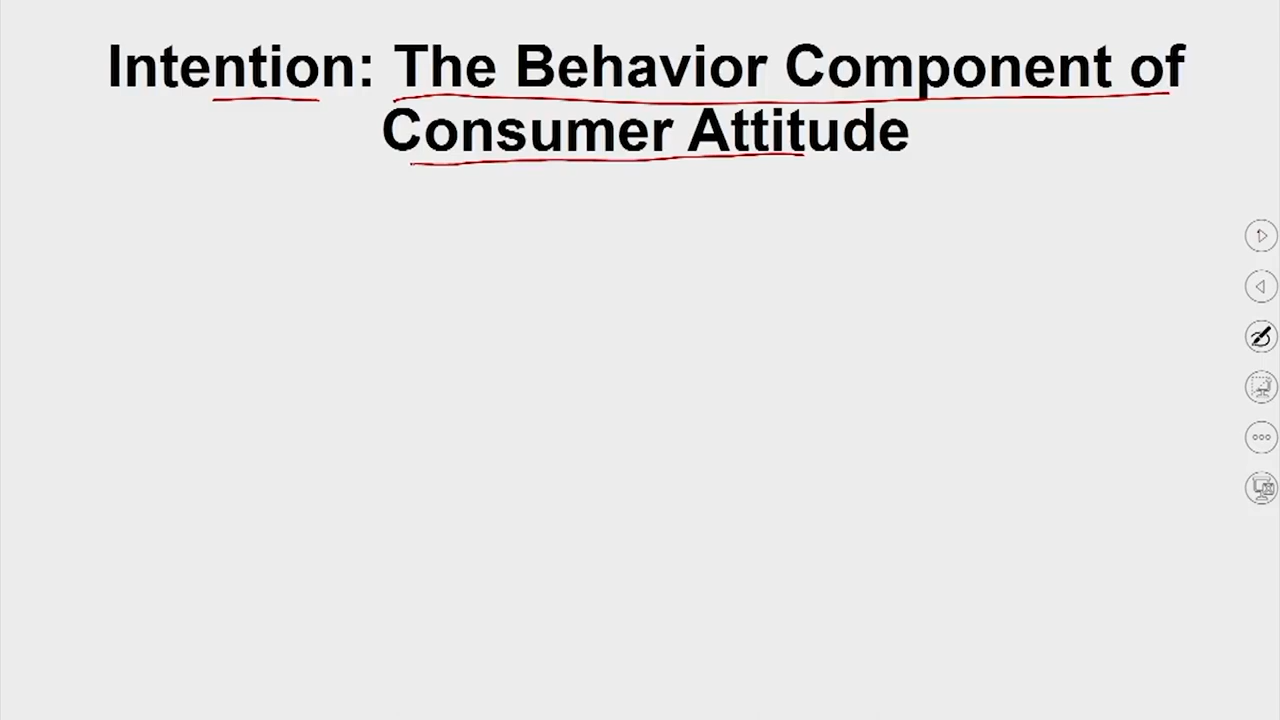 Intention: The Behavior Component of
Consumer Attitude